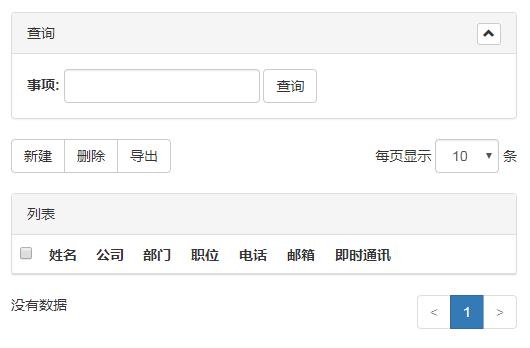 查询
事项: 查询
新建 删除 导出 每页显示 10 条
列表
姓名 公司 部门 职位 电话 邮箱 即时通讯
没有数据 < 1 >